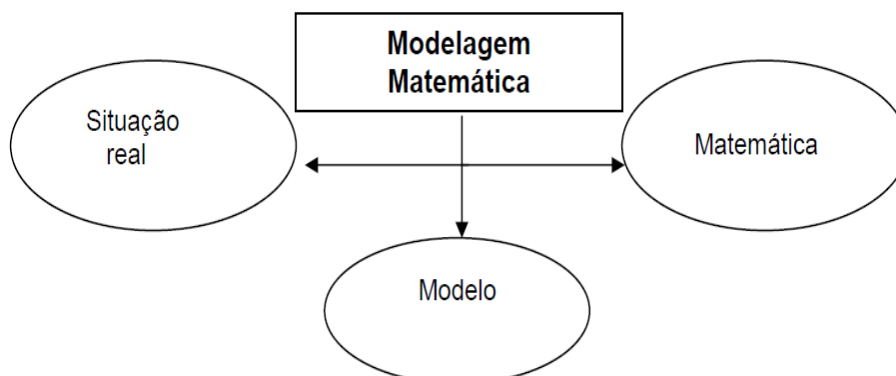 Modelagem
Matemática
Situação
real
Matemática
Modelo